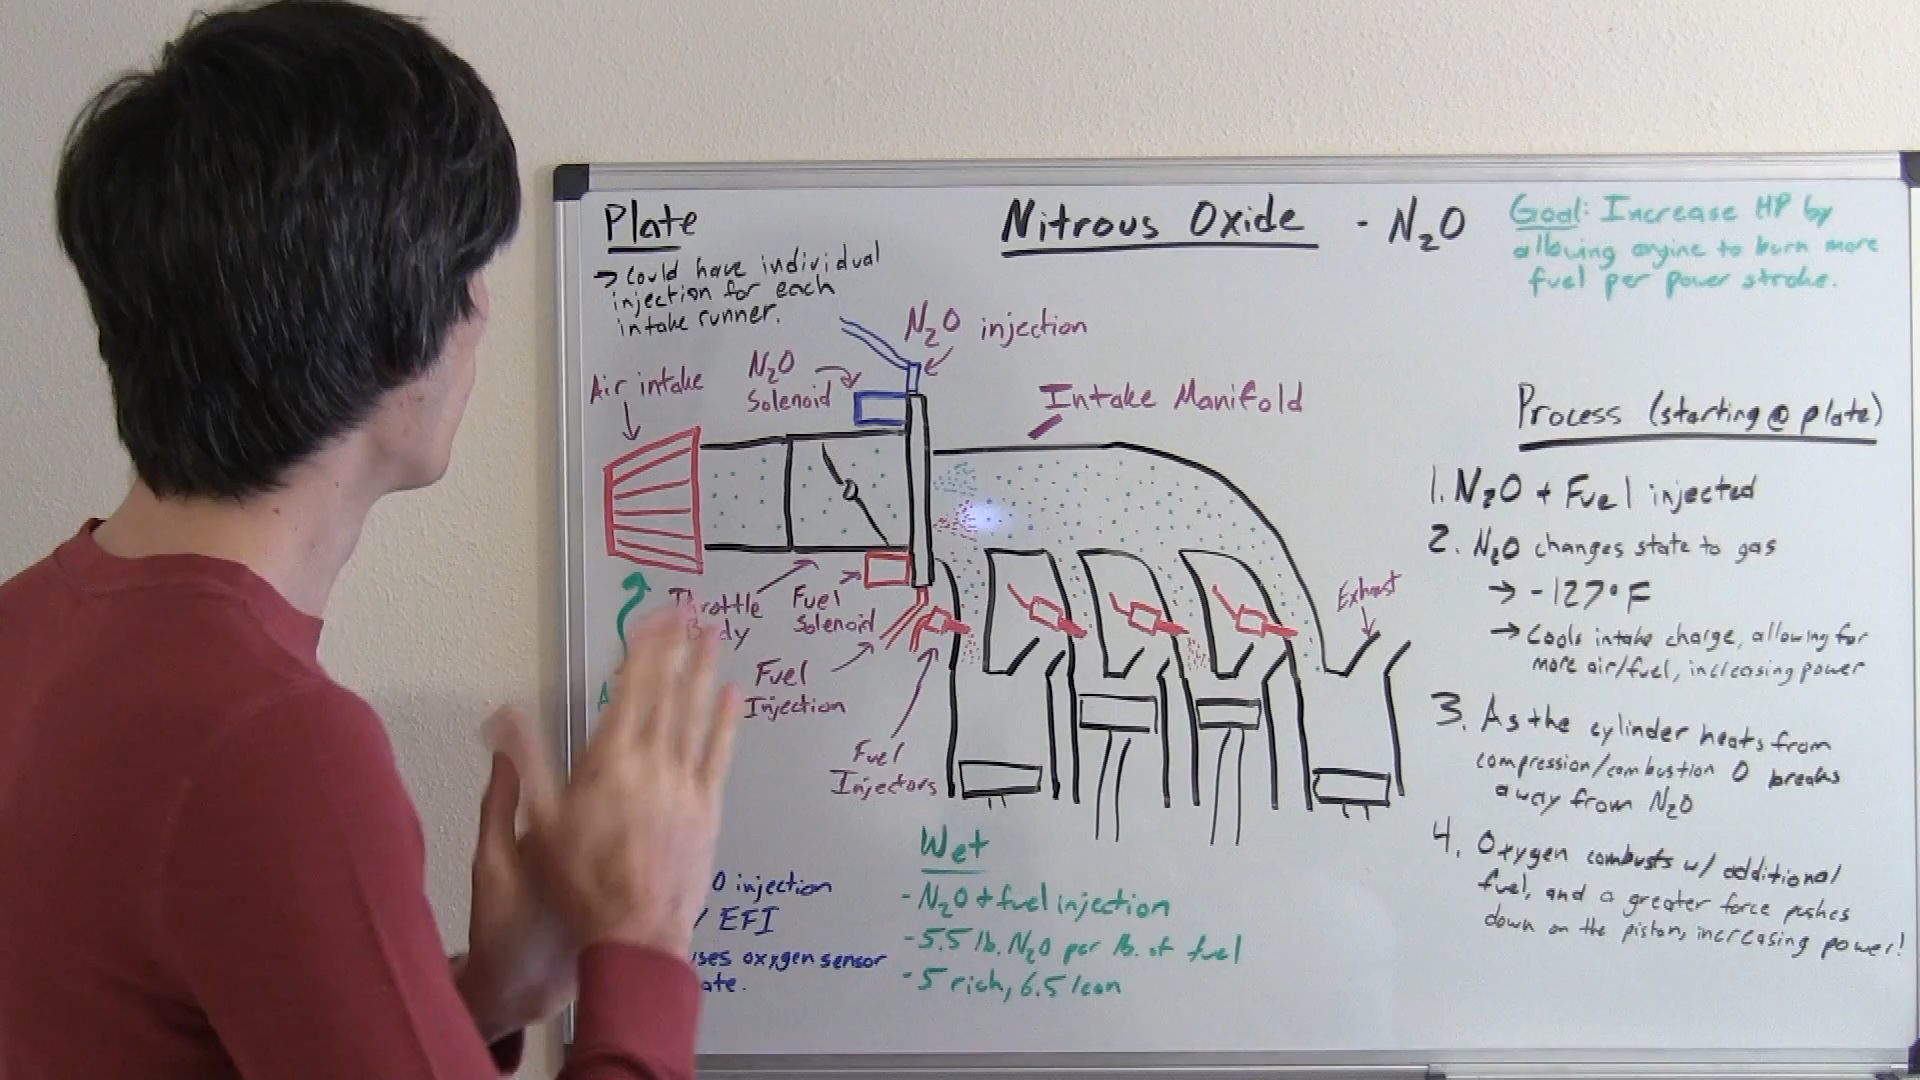 Plate
→ Could have individual
injection for each
intake runner.
Nitrous Oxide - N₂O
Goal: Increase HP by
allowing engine to burn more
fuel per power stroke.
N₂O injection
N₂O
Solenoid
Air intake
Intake Manifold
Throttle
Body
Fuel
Solenoid
Fuel
Injection
Fuel
Injectors
Exhaust
A
O injection
/ EFI
ses oxygen sensor
ate.
Wet
- N₂O + fuel injection
- 5.5 lb. N₂O per lb. of fuel
- 5 rich, 6.5 lean
Process (starting @ plate)
1. N₂O + Fuel injected
2. N₂O changes state to gas
→ -127° F
→ Cools intake charge, allowing for
more air/fuel, increasing power
3. As the cylinder heats from
compression/combustion O breaks
away from N₂O
4. Oxygen combusts w/ additional
fuel, and a greater force pushes
down on the piston, increasing power!